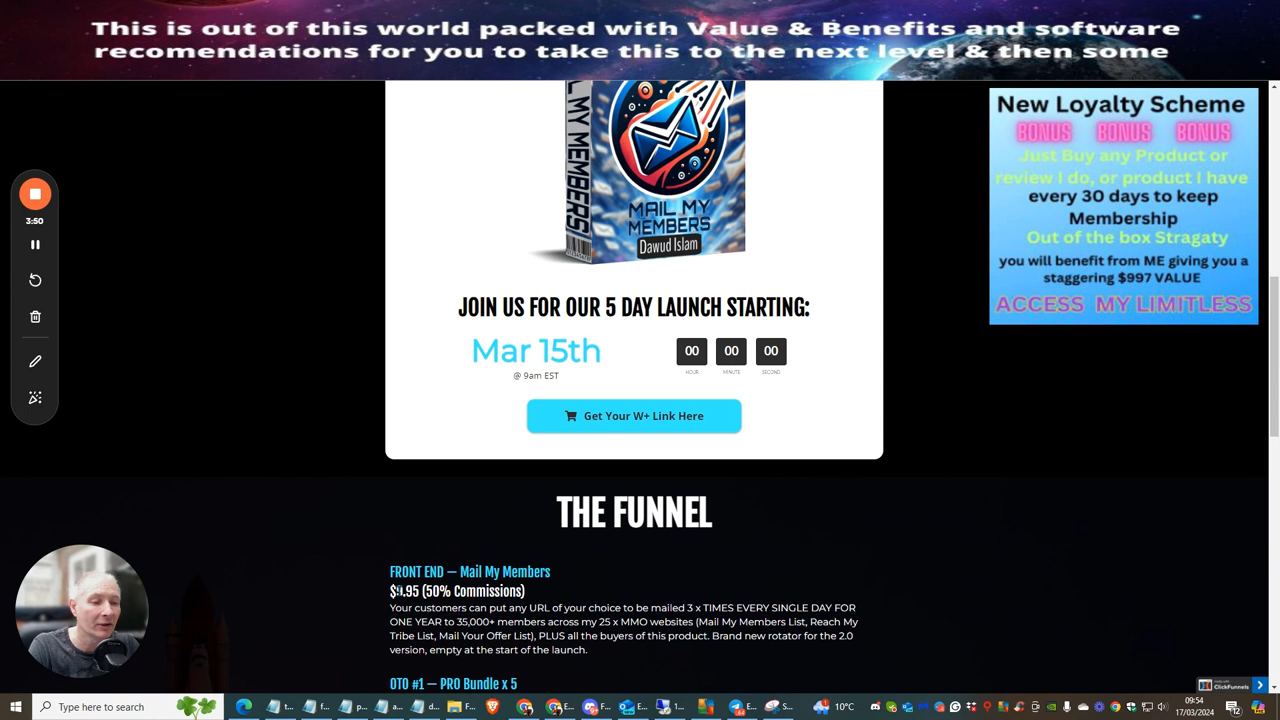 This is out of this world packed with Value & Benefits and software
recomendations for you to take this to the next level & then some
L MY MEMBERS
MAIL MY
MEMBERS
Dawud Islam
New Loyalty Scheme
BONUS BONUS BONUS
Just Buy any Product or
review I do, or product I have
every 30 days to keep
Membership
Out of the box Stragaty
you will benefit from ME giving you a
staggering $997 VALUE
ACCESS MY LIMITLESS
3:50
JOIN US FOR OUR 5 DAY LAUNCH STARTING:
Mar 15th
@ 9am EST
00 00 00
HOUR MINUTE SECOND
Get Your W+ Link Here
THE FUNNEL
FRONT END — Mail My Members
$9.95 (50% Commissions)
Your customers can put any URL of your choice to be mailed 3 x TIMES EVERY SINGLE DAY FOR
ONE YEAR to 35,000+ members across my 25 x MMO websites (Mail My Members List, Reach My
Tribe List, Mail Your Offer List), PLUS all the buyers of this product. Brand new rotator for the 2.0
version, empty at the start of the launch.
OTO #1 — PRO Bundle x 5
made with
ClickFunnels
Type here to search
10°C
09:54
17/03/2024